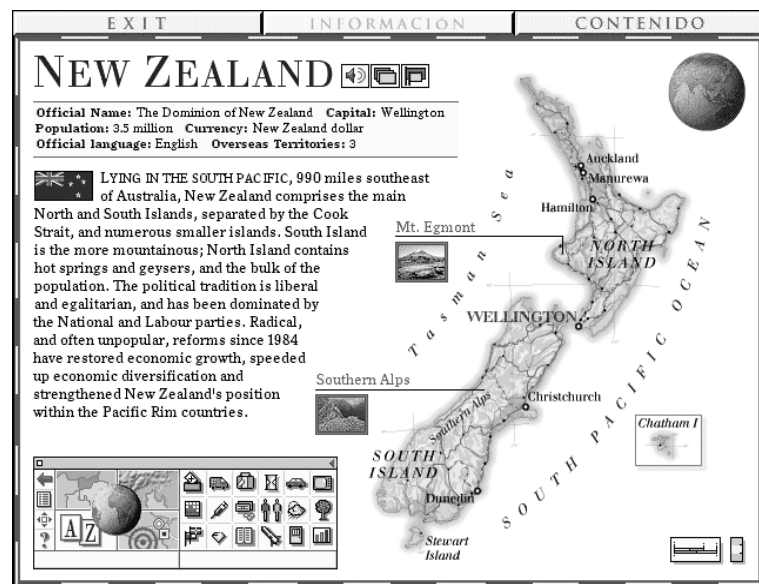 EXIT
INFORMACIÓN
CONTENIDO
NEW ZEALAND
Official Name: The Dominion of New Zealand Capital: Wellington
Population: 3.5 million Currency: New Zealand dollar
Official language: English Overseas Territories: 3
LYING IN THE SOUTH PACIFIC, 990 miles southeast
of Australia, New Zealand comprises the main
North and South Islands, separated by the Cook
Strait, and numerous smaller islands. South Island
is the more mountainous; North Island contains
hot springs and geysers, and the bulk of the
population. The political tradition is liberal
and egalitarian, and has been dominated by
the National and Labour parties. Radical,
and often unpopular, reforms since 1984
have restored economic growth, speeded
up economic diversification and
strengthened New Zealand's position
within the Pacific Rim countries.
Auckland
Manurewa
Hamilton
Mt. Egmont
NORTH
ISLAND
Tasman Sea
WELLINGTON
Southern Alps
Christchurch
Southern Alps
SOUTH PACIFIC OCEAN
Chatham I
SOUTH
ISLAND
Dunedin
Stewart
Island
A Z
?